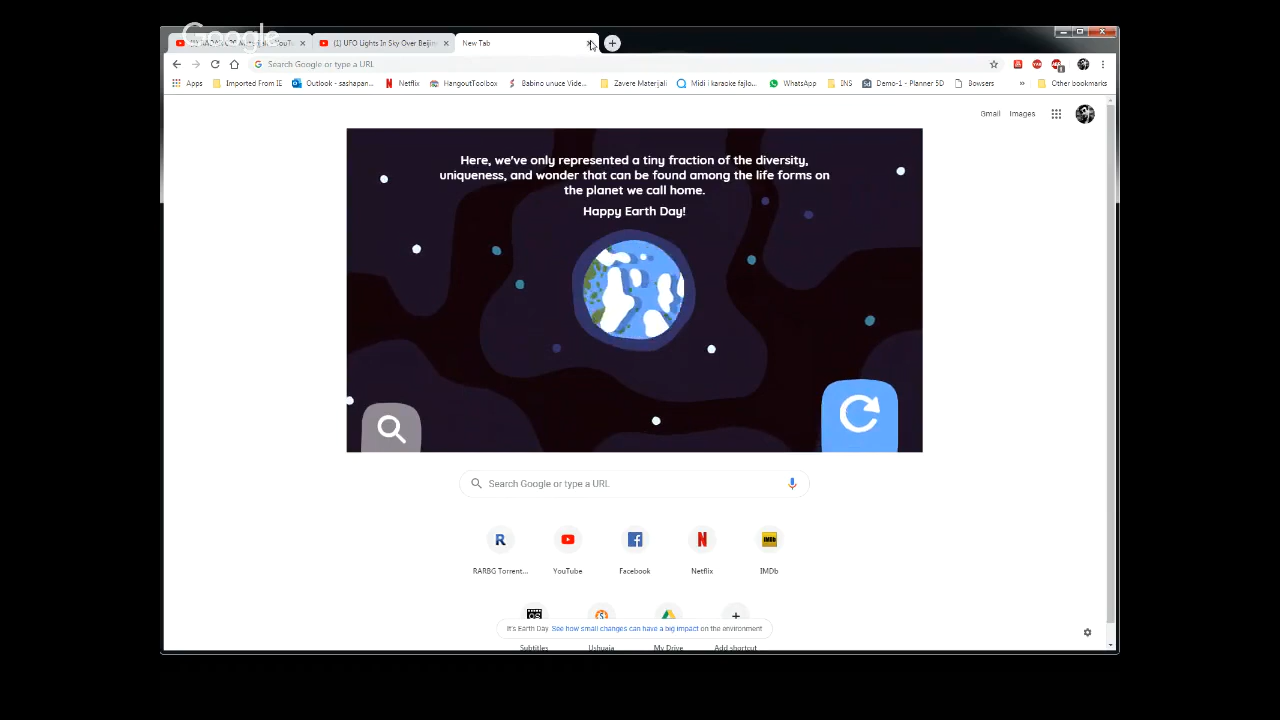 Google
(1) UFO Lights In Sky Over Beijin
New Tab
Search Google or type a URL
Apps
Imported From IE
Outlook - sashapan...
Netflix
HangoutToolbox
Babino unuce Vide...
Zavere Materijali
Midi i karaoke fajlo...
WhatsApp
INS
Demo-1 - Planner 5D
Bowsers
»
Other bookmarks
Gmail
Images
Here, we've only represented a tiny fraction of the diversity,
uniqueness, and wonder that can be found among the life forms on
the planet we call home.
Happy Earth Day!
Search Google or type a URL
RARBG Torrent...
YouTube
Facebook
Netflix
IMDb
It's Earth Day. See how small changes can have a big impact on the environment
Subtitles
Ushuaia
My Drive
Add shortcut